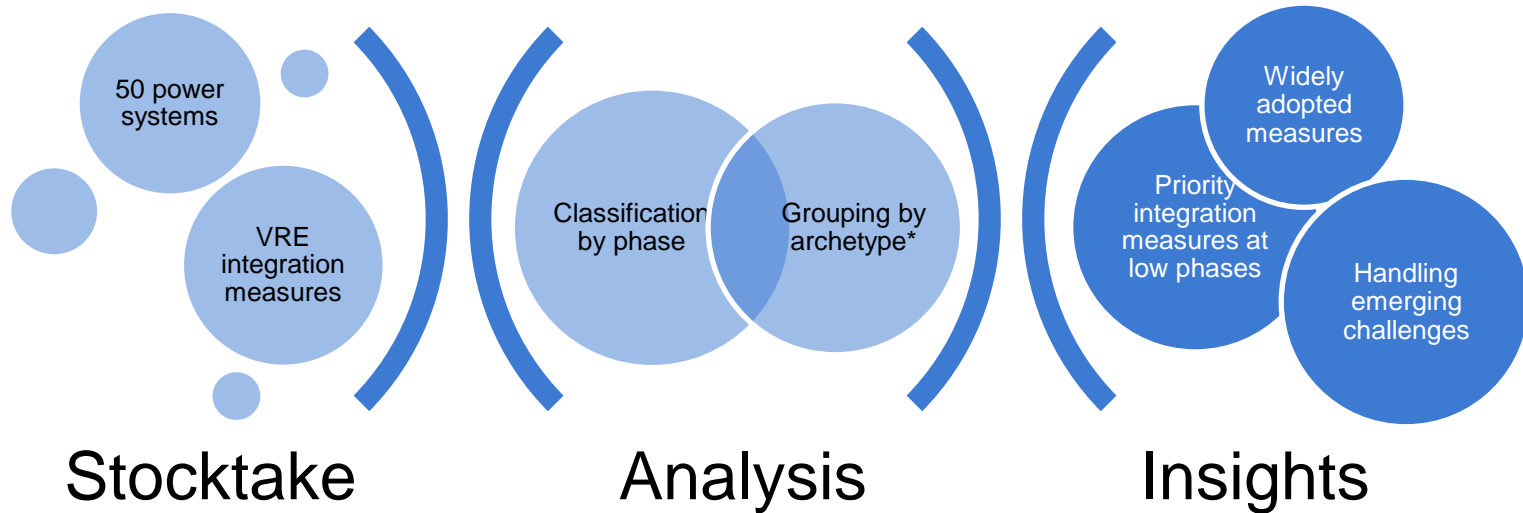 50 power
systems
VRE
integration
measures
Classification
by phase
Grouping by
archetype*
Widely
adopted
measures
Priority
integration
measures at
low phases
Handling
emerging
challenges
Stocktake
Analysis
Insights